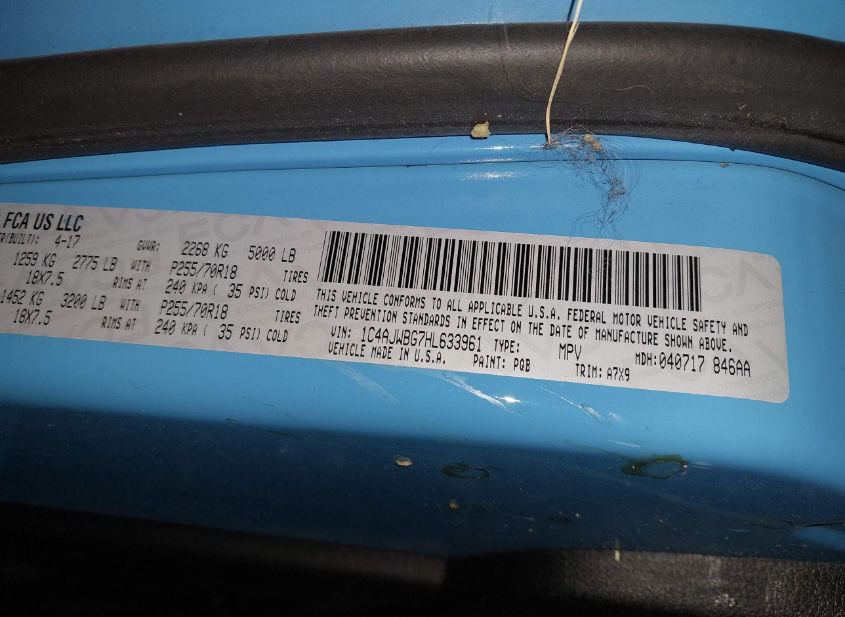 FCA US LLC
ER(BUILT): 4-17 GVWR: 2268 KG 5000 LB
1259 KG 2775 LB WITH P255/70R18 TIRES
18X7.5 RIMS AT 240 KPA ( 35 PSI) COLD
1452 KG 3200 LB WITH P255/70R18 TIRES
18X7.5 RIMS AT 240 KPA ( 35 PSI) COLD
THIS VEHICLE CONFORMS TO ALL APPLICABLE U.S.A. FEDERAL MOTOR VEHICLE SAFETY AND
THEFT PREVENTION STANDARDS IN EFFECT ON THE DATE OF MANUFACTURE SHOWN ABOVE.
VIN: 1C4AJWBG7HL633961 TYPE: MPV MDH:040717 846AA
VEHICLE MADE IN U.S.A. PAINT: PGB TRIM: A7X9